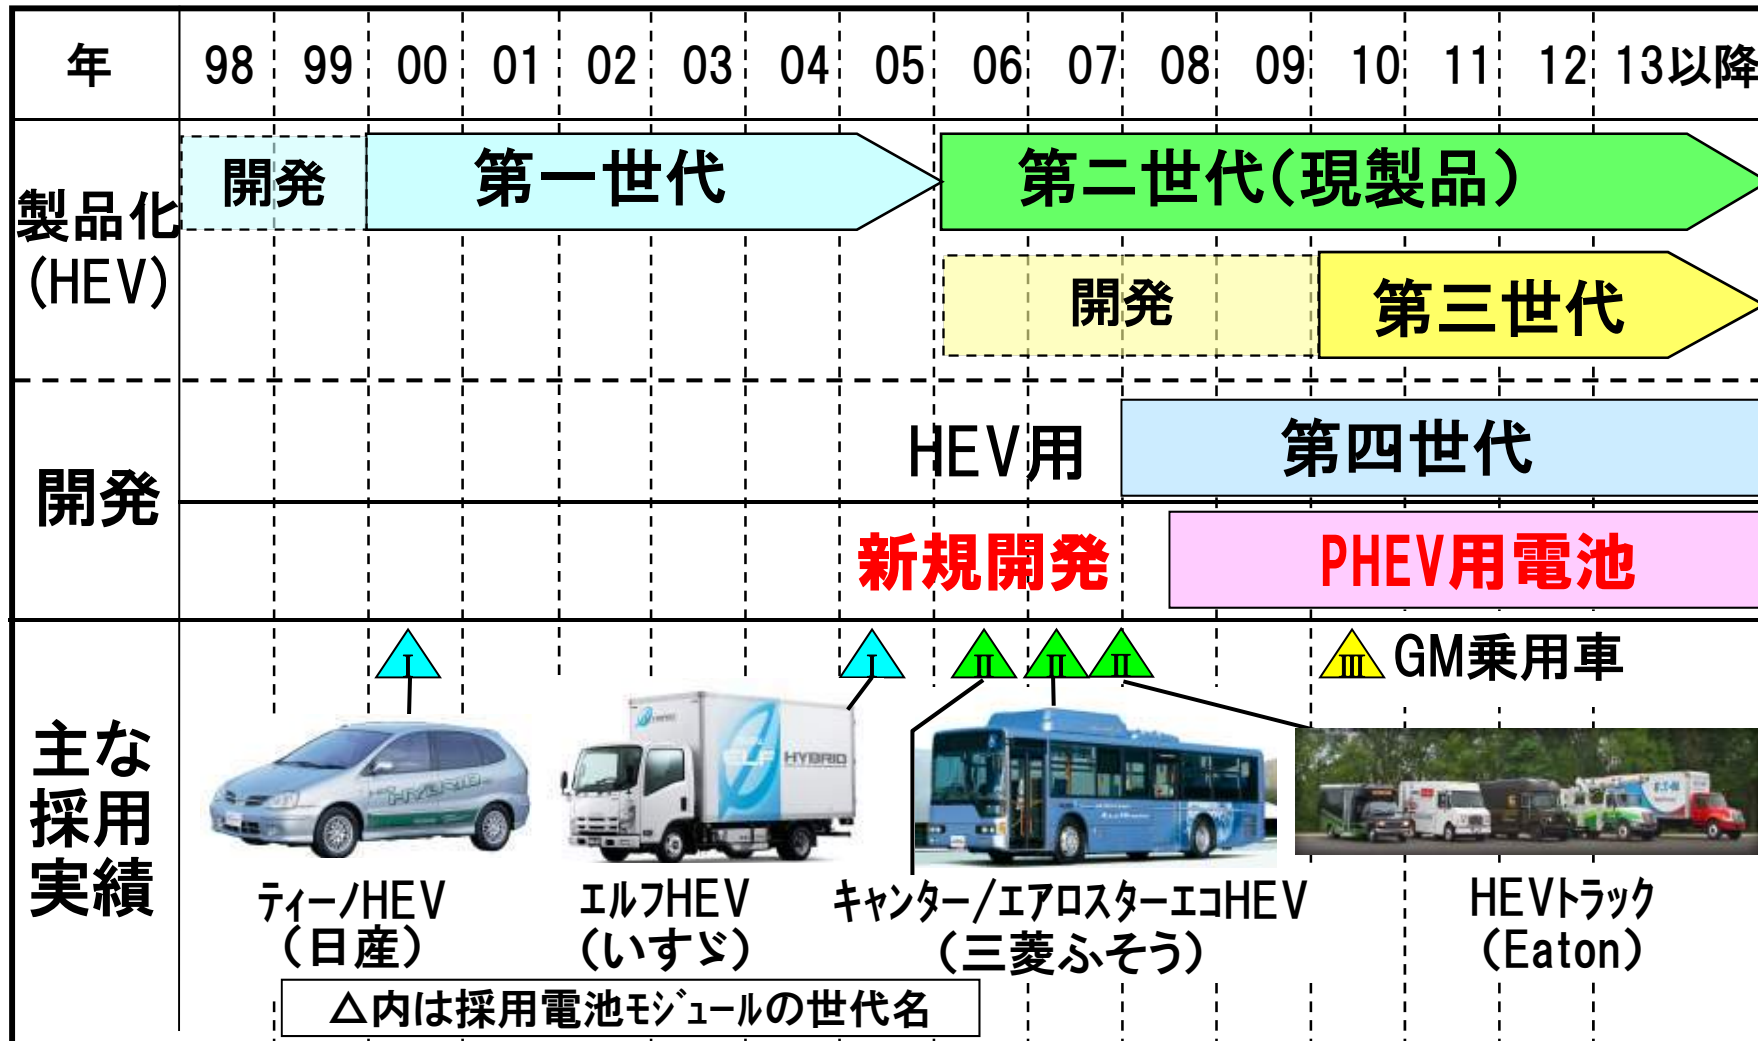 年 98 99 00 01 02 03 04 05 06 07 08 09 10 11 12 13以降
製品化
(HEV)
開発 第一世代 第二世代(現製品)
開発 第三世代
開発
HEV用 第四世代
新規開発 PHEV用電池
主な
採用
実績
I I II II II III GM乗用車
HYBRID
ELF HYBRID
ティーノHEV
(日産)
エルフHEV
(いすゞ)
キャンター/エアロスターエコHEV
(三菱ふそう)
HEVトラック
(Eaton)
△内は採用電池モジュールの世代名